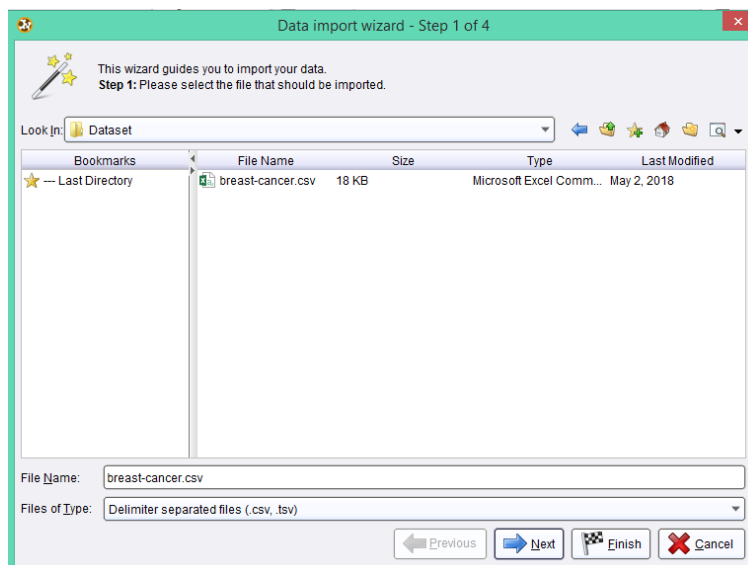 Data import wizard - Step 1 of 4
This wizard guides you to import your data.
Step 1: Please select the file that should be imported.
Look In: Dataset
Bookmarks File Name Size Type Last Modified
--- Last Directory breast-cancer.csv 18 KB Microsoft Excel Comm... May 2, 2018
File Name: breast-cancer.csv
Files of Type: Delimiter separated files (.csv, .tsv)
Previous Next Finish Cancel